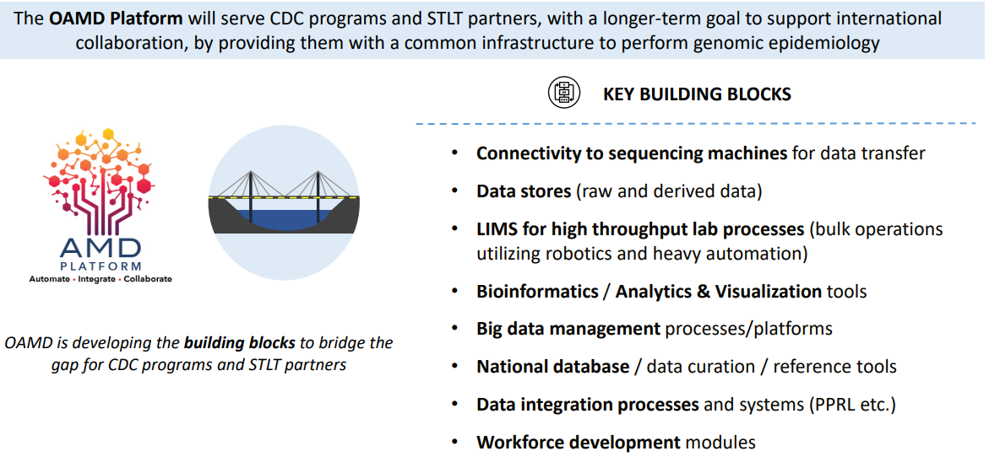 The OAMD Platform will serve CDC programs and STLT partners, with a longer-term goal to support international
collaboration, by providing them with a common infrastructure to perform genomic epidemiology
AMD
PLATFORM
Automate • Integrate • Collaborate
OAMD is developing the building blocks to bridge the
gap for CDC programs and STLT partners
KEY BUILDING BLOCKS
• Connectivity to sequencing machines for data transfer
• Data stores (raw and derived data)
• LIMS for high throughput lab processes (bulk operations
utilizing robotics and heavy automation)
• Bioinformatics / Analytics & Visualization tools
• Big data management processes/platforms
• National database / data curation / reference tools
• Data integration processes and systems (PPRL etc.)
• Workforce development modules